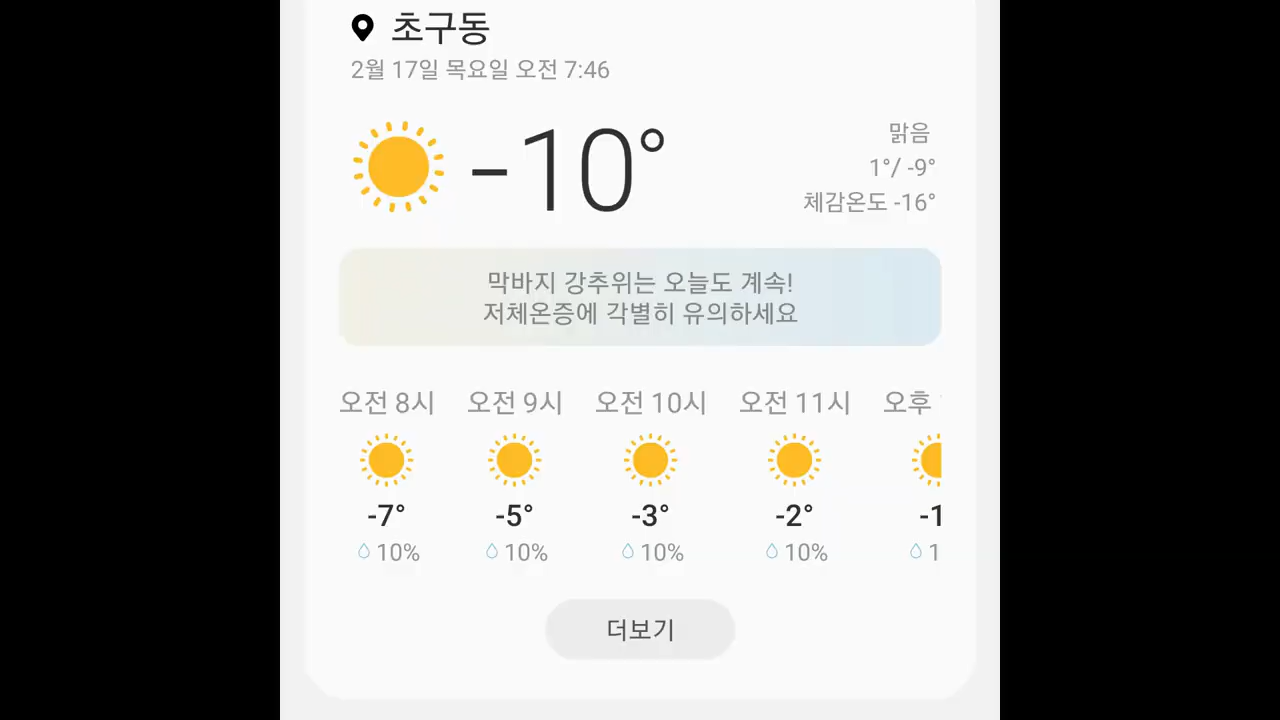 초구동
2월 17일 목요일 오전 7:46
-10°
맑음
1°/ -9°
체감온도 -16°
막바지 강추위는 오늘도 계속!
저체온증에 각별히 유의하세요
오전 8시 오전 9시 오전 10시 오전 11시 오후
-7° -5° -3° -2° -1
10% 10% 10% 10% 1
더보기